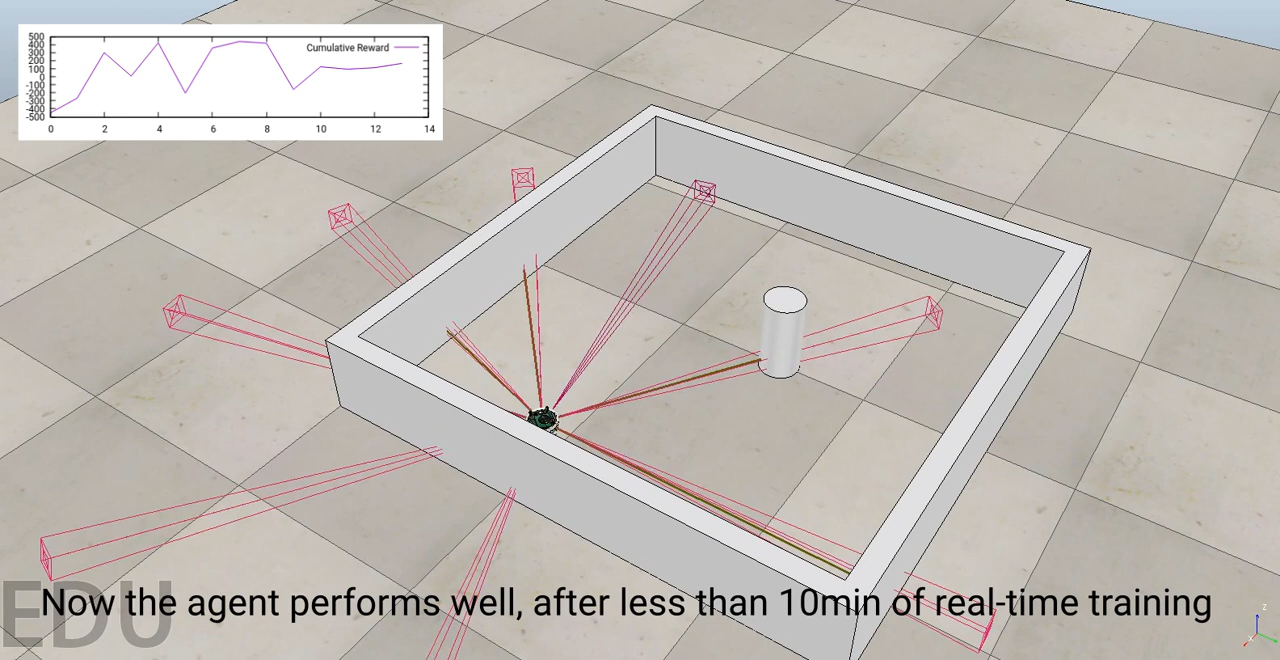 500
400
300
200
100
0
-100
-200
-300
-400
-500
Cumulative Reward
0 2 4 6 8 10 12 14
EDU
Now the agent performs well, after less than 10min of real-time training
z
x